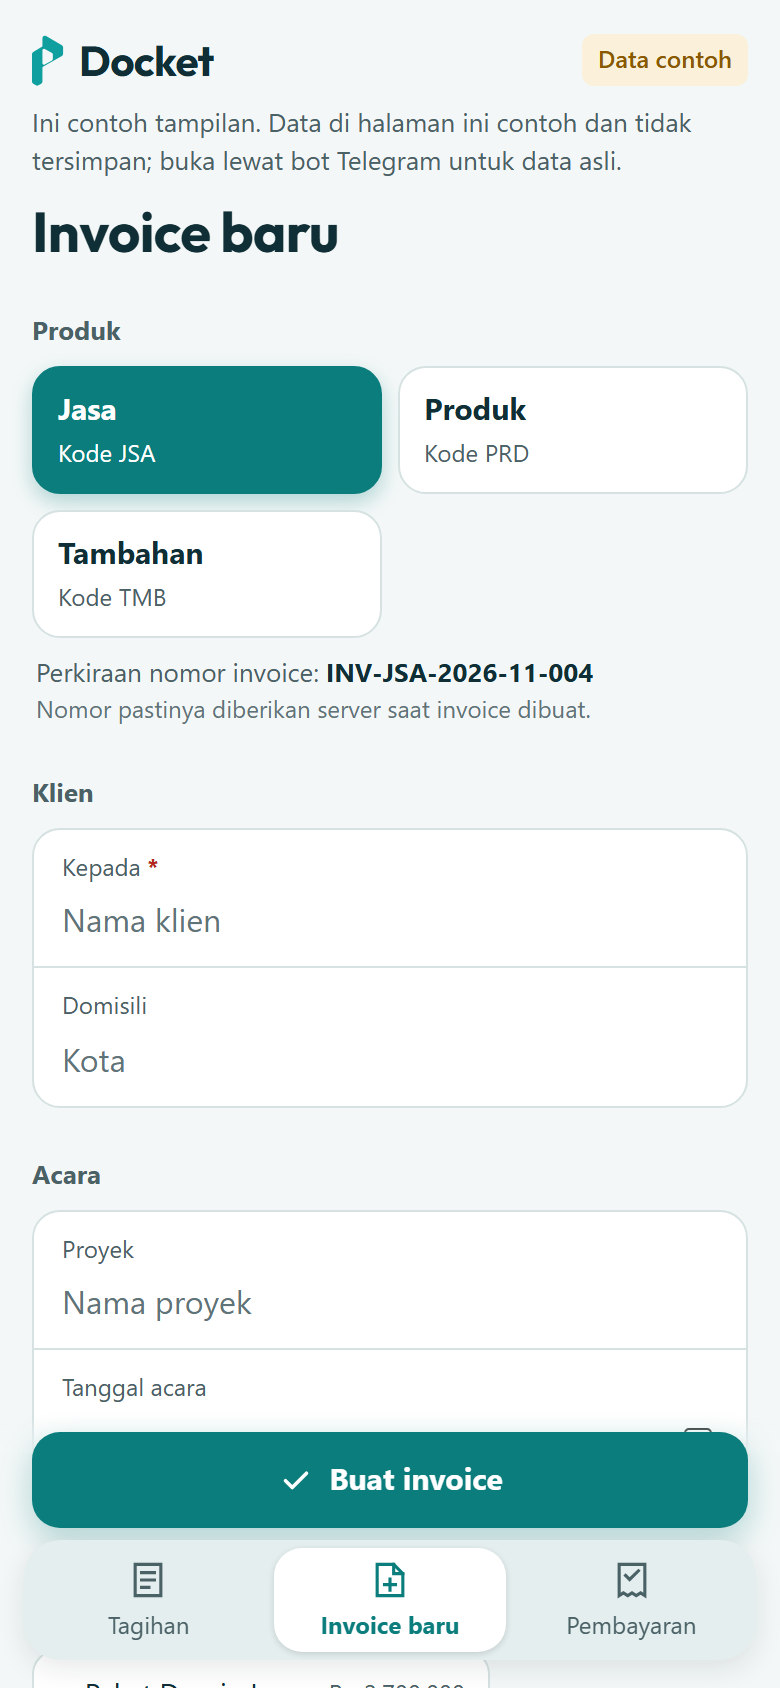 Docket
Data contoh
Ini contoh tampilan. Data di halaman ini contoh dan tidak
tersimpan; buka lewat bot Telegram untuk data asli.
Invoice baru
Produk
Jasa
Kode JSA
Produk
Kode PRD
Tambahan
Kode TMB
Perkiraan nomor invoice: INV-JSA-2026-11-004
Nomor pastinya diberikan server saat invoice dibuat.
Klien
Kepada *
Nama klien
Domisili
Kota
Acara
Proyek
Nama proyek
Tanggal acara
Buat invoice
Tagihan
Invoice baru
Pembayaran